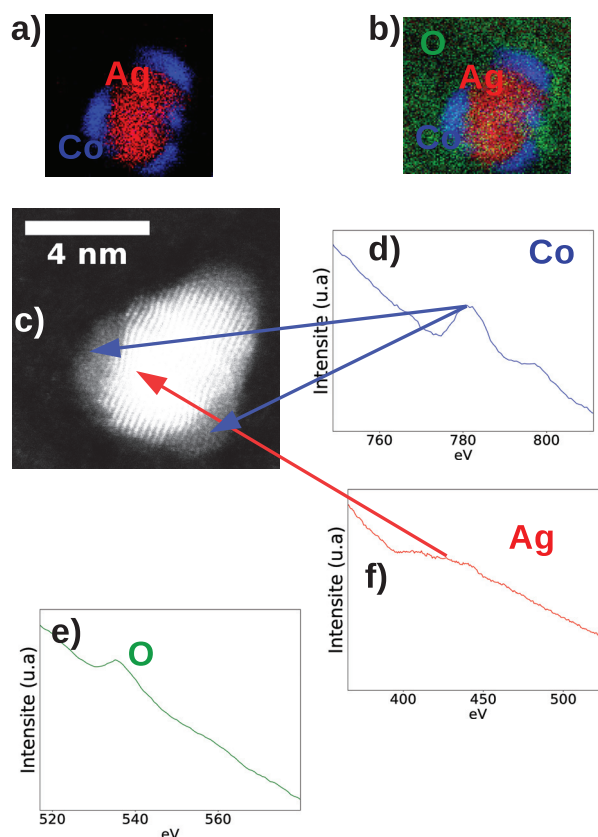 a)
Ag
Co
b)
O
Ag
Co
4 nm
c)
d)
Co
Intensite (u.a)
760 780 800
eV
Ag
f)
Intensite (u.a)
400 450 500
eV
e)
O
Intensite (u.a)
520 540 560
eV